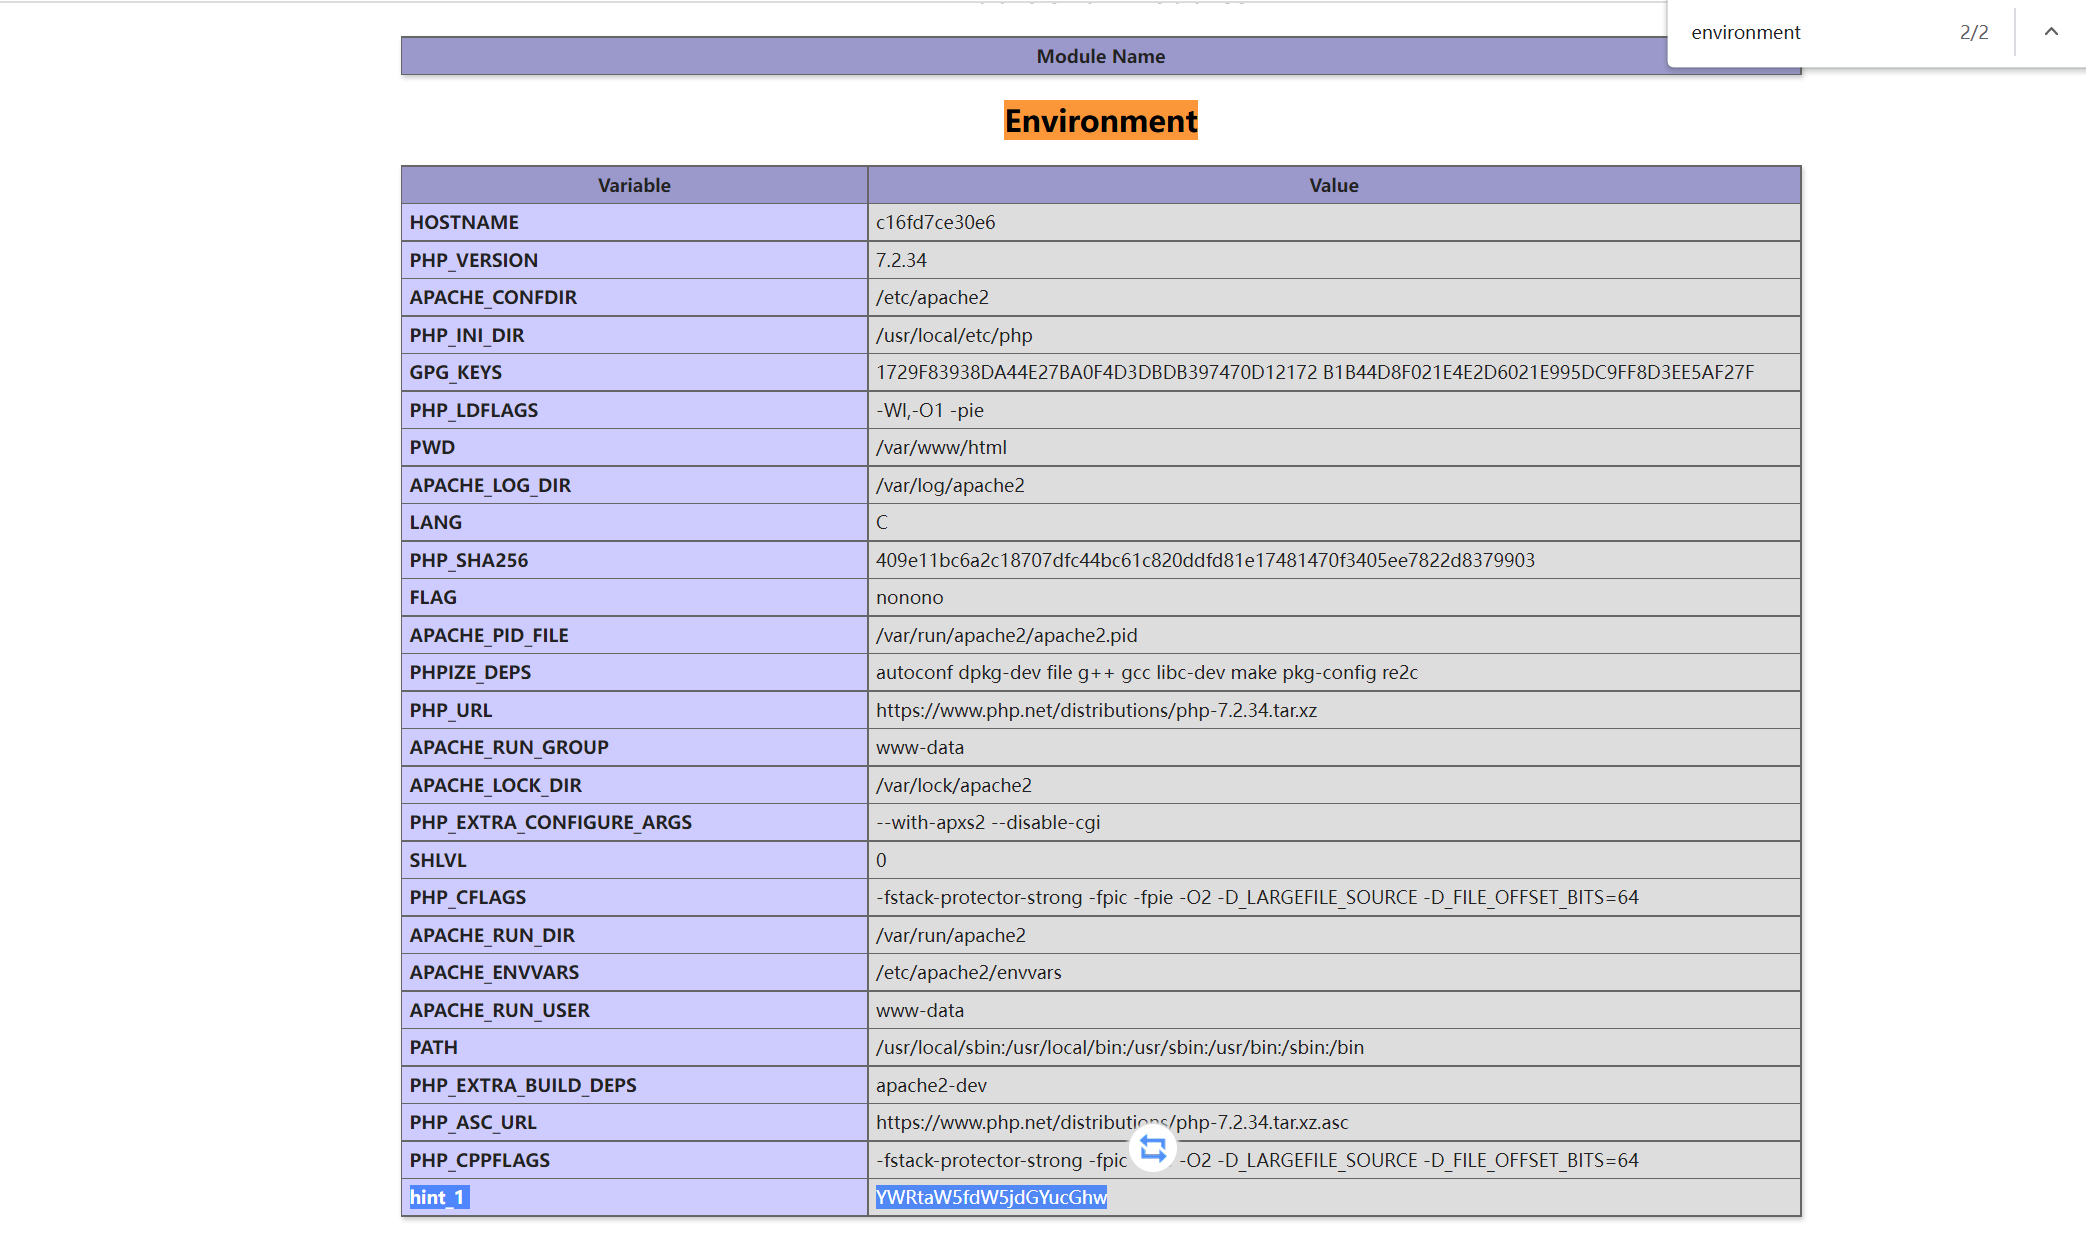 environment 2/2
Module Name
Environment
Variable Value
HOSTNAME c16fd7ce30e6
PHP_VERSION 7.2.34
APACHE_CONFDIR /etc/apache2
PHP_INI_DIR /usr/local/etc/php
GPG_KEYS 1729F83938DA44E27BA0F4D3DBDB397470D12172 B1B44D8F021E4E2D6021E995DC9FF8D3EE5AF27F
PHP_LDFLAGS -Wl,-O1 -pie
PWD /var/www/html
APACHE_LOG_DIR /var/log/apache2
LANG C
PHP_SHA256 409e11bc6a2c18707dfc44bc61c820ddfd81e17481470f3405ee7822d8379903
FLAG nonono
APACHE_PID_FILE /var/run/apache2/apache2.pid
PHPIZE_DEPS autoconf dpkg-dev file g++ gcc libc-dev make pkg-config re2c
PHP_URL https://www.php.net/distributions/php-7.2.34.tar.xz
APACHE_RUN_GROUP www-data
APACHE_LOCK_DIR /var/lock/apache2
PHP_EXTRA_CONFIGURE_ARGS --with-apxs2 --disable-cgi
SHLVL 0
PHP_CFLAGS -fstack-protector-strong -fpic -fpie -O2 -D_LARGEFILE_SOURCE -D_FILE_OFFSET_BITS=64
APACHE_RUN_DIR /var/run/apache2
APACHE_ENVVARS /etc/apache2/envvars
APACHE_RUN_USER www-data
PATH /usr/local/sbin:/usr/local/bin:/usr/sbin:/usr/bin:/sbin:/bin
PHP_EXTRA_BUILD_DEPS apache2-dev
PHP_ASC_URL https://www.php.net/distributions/php-7.2.34.tar.xz.asc
PHP_CPPFLAGS -fstack-protector-strong -fpic -O2 -D_LARGEFILE_SOURCE -D_FILE_OFFSET_BITS=64
hint_1 YWRtaW5fdW5jdGYucGhw